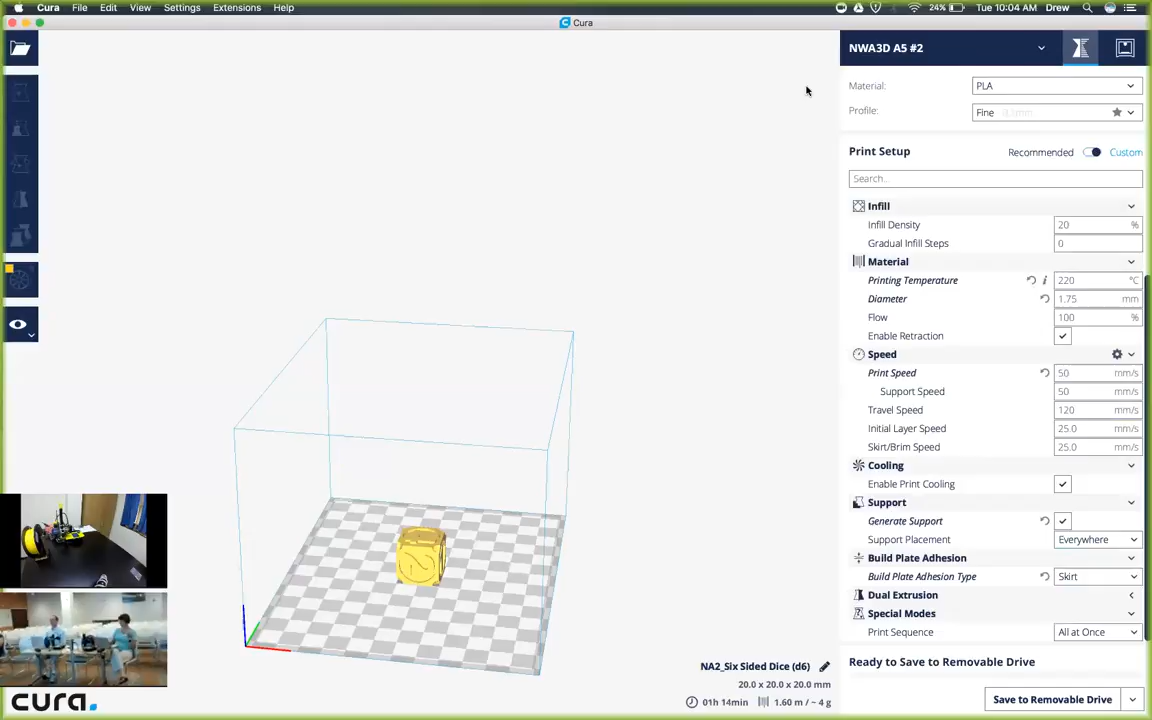 Cura File Edit View Settings Extensions Help 24% Tue 10:04 AM Drew
Cura
NWA3D A5 #2
Material: PLA
Profile: Fine 0.1mm
Print Setup Recommended Custom
Search...
Infill
Infill Density 20 %
Gradual Infill Steps 0
Material
Printing Temperature i 220 °C
Diameter 1.75 mm
Flow 100 %
Enable Retraction
Speed
Print Speed 50 mm/s
Support Speed 50 mm/s
Travel Speed 120 mm/s
Initial Layer Speed 25.0 mm/s
Skirt/Brim Speed 25.0 mm/s
Cooling
Enable Print Cooling
Support
Generate Support
Support Placement Everywhere
Build Plate Adhesion
Build Plate Adhesion Type Skirt
Dual Extrusion
Special Modes
Print Sequence All at Once
NA2_Six Sided Dice (d6)
20.0 x 20.0 x 20.0 mm
01h 14min 1.60 m / ~ 4 g
Ready to Save to Removable Drive
Save to Removable Drive
cura.